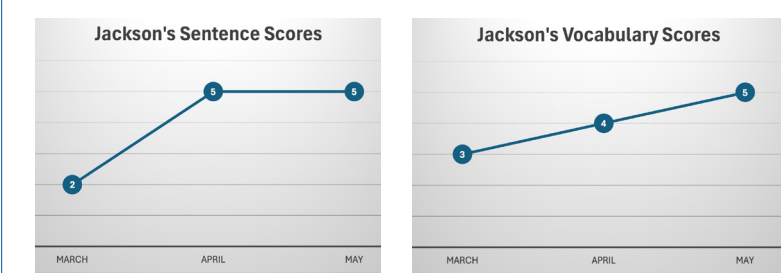 Jackson's Sentence Scores
5
5
2
MARCH
APRIL
MAY
Jackson's Vocabulary Scores
5
4
3
MARCH
APRIL
MAY